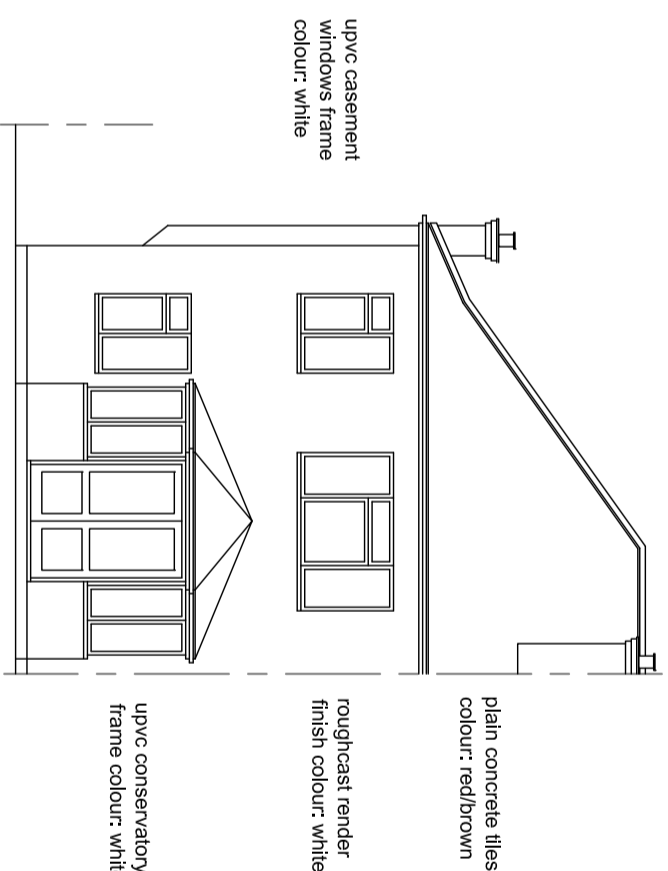 upvc casement
windows frame
colour: white
plain concrete tiles
colour: red/brown
roughcast render
finish colour: white
upvc conservatory
frame colour: whit